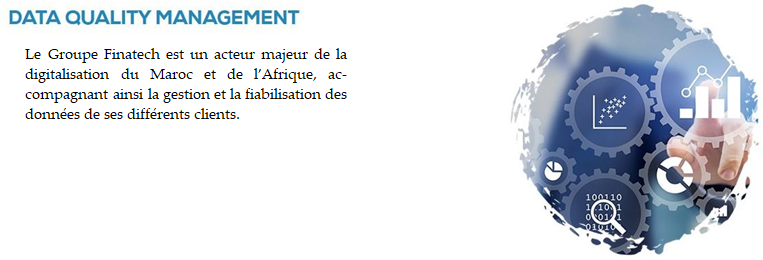 DATA QUALITY MANAGEMENT
Le Groupe Finatech est un acteur majeur de la
digitalisation du Maroc et de l'Afrique, ac-
compagnant ainsi la gestion et la fiabilisation des
données de ses différents clients.
100110